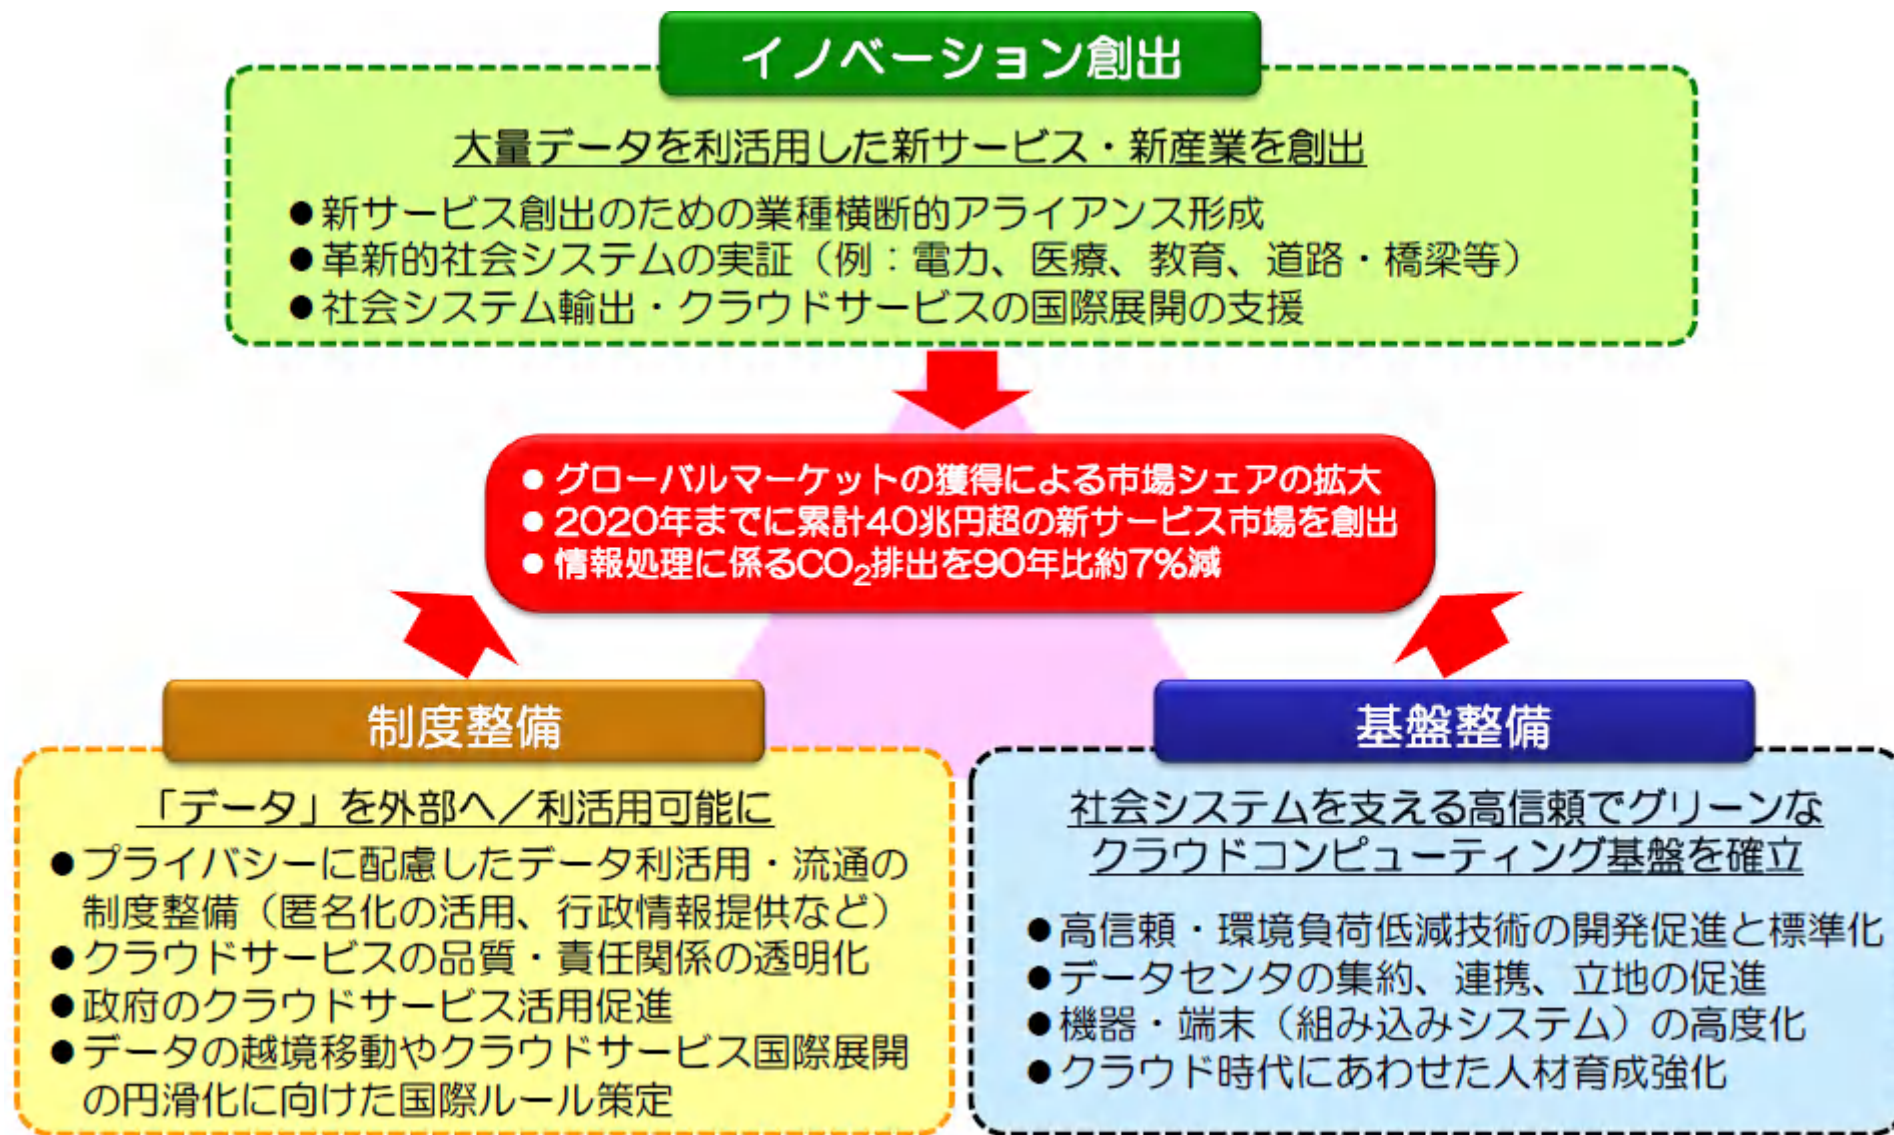 イノベーション創出
大量データを利活用した新サービス・新産業を創出
●新サービス創出のための業種横断的アライアンス形成
●革新的社会システムの実証（例：電力、医療、教育、道路・橋梁等）
●社会システム輸出・クラウドサービスの国際展開の支援
● グローバルマーケットの獲得による市場シェアの拡大
● 2020年までに累計40兆円超の新サービス市場を創出
● 情報処理に係るCO₂排出を90年比約7%減
制度整備
「データ」を外部へ／利活用可能に
●プライバシーに配慮したデータ利活用・流通の
制度整備（匿名化の活用、行政情報提供など）
●クラウドサービスの品質・責任関係の透明化
●政府のクラウドサービス活用促進
●データの越境移動やクラウドサービス国際展開
の円滑化に向けた国際ルール策定
基盤整備
社会システムを支える高信頼でグリーンな
クラウドコンピューティング基盤を確立
●高信頼・環境負荷低減技術の開発促進と標準化
●データセンタの集約、連携、立地の促進
●機器・端末（組み込みシステム）の高度化
●クラウド時代にあわせた人材育成強化